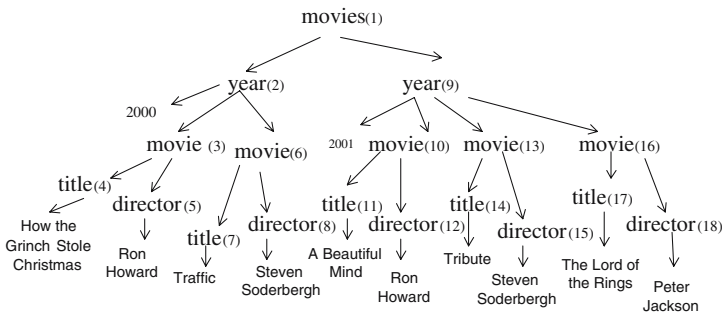 movies(1)
year(2) year(9)
2000
movie (3) movie(6) 2001 movie(10) movie(13) movie(16)
title(4) director(5) title(7) director(8) title(11) director(12) title(14) director(15) title(17) director(18)
How the
Grinch Stole
Christmas
Ron
Howard
Traffic
Steven
Soderbergh
A Beautiful
Mind
Ron
Howard
Tribute
Steven
Soderbergh
The Lord of
the Rings
Peter
Jackson